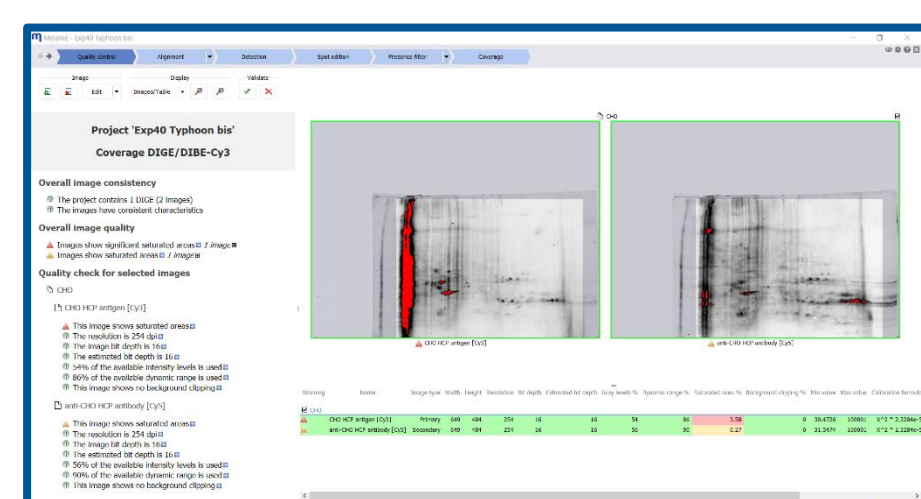 Melanie - Exp40 Typhoon bis
Quality control
Alignment
Detection
Spot edition
Presence filter
Coverage
Image
Display
Validate
Edit
Images/Table
Project 'Exp40 Typhoon bis'
Coverage DIGE/DIBE-Cy3
Overall image consistency
The project contains 1 DIGE (2 images)
The images have consistent characteristics
Overall image quality
Images show significant saturated areas 1 image
Images show saturated areas 1 image
Quality check for selected images
CHO
CHO HCP antigen [Cy3]
This image shows saturated areas
The resolution is 254 dpi
The image bit depth is 16
The estimated bit depth is 16
54% of the available intensity levels is used
86% of the available dynamic range is used
This image shows no background clipping
anti-CHO HCP antibody [Cy5]
This image shows saturated areas
The resolution is 254 dpi
The image bit depth is 16
The estimated bit depth is 16
56% of the available intensity levels is used
90% of the available dynamic range is used
This image shows no background clipping
CHO
CHO HCP antigen [Cy3]
anti-CHO HCP antibody [Cy5]
Warning Name Image type Width Height Resolution Bit depth Estimated bit depth Gray levels % Dynamic range % Saturated area % Background clipping % Min value Max value Calibration formula
CHO
CHO HCP antigen [Cy3] Primary 649 484 254 16 16 54 86 3.58 0 30.4726 100001
anti-CHO HCP antibody [Cy5] Secondary 649 484 254 16 16 56 90 0.27 0 31.5474 100001